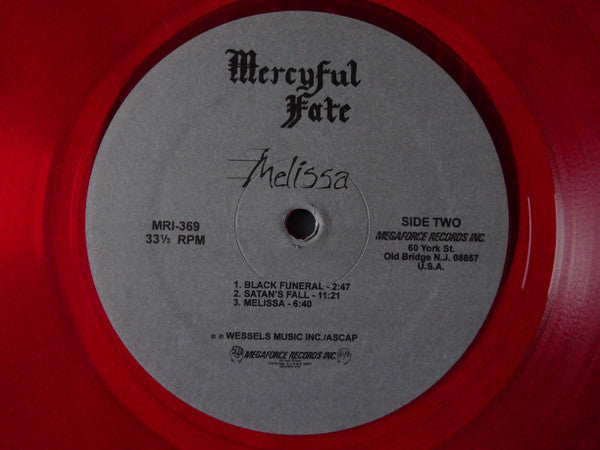 Mercyful
Fate
Melissa
MRI-369
33⅓ RPM
SIDE TWO
MEGAFORCE RECORDS INC.
60 York St.
Old Bridge N.J. 08857
U.S.A.
1. BLACK FUNERAL - 2:47
2. SATAN'S FALL - 11:21
3. MELISSA - 6:40
WESSELS MUSIC INC./ASCAP
MEGAFORCE RECORDS INC.